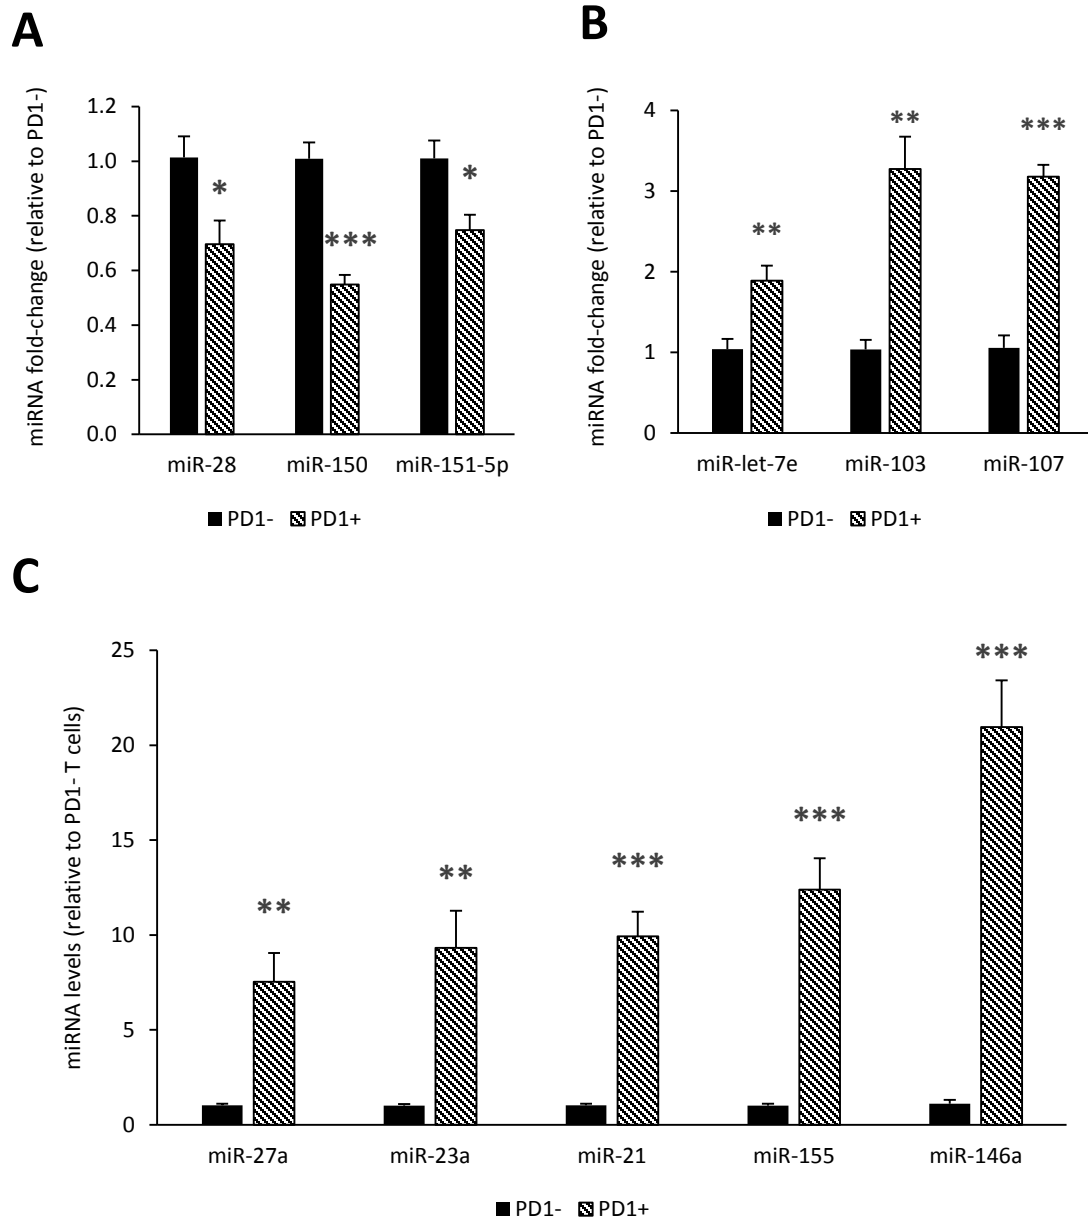 A
miRNA fold-change (relative to PD1-)
1.2
1.0
0.8
0.6
0.4
0.2
0.0
*
***
*
miR-28 miR-150 miR-151-5p
PD1- PD1+
B
miRNA fold-change (relative to PD1-)
4
3
2
1
0
**
**
***
miR-let-7e miR-103 miR-107
PD1- PD1+
C
miRNA levels (relative to PD1- T cells)
25
20
15
10
5
0
**
**
***
***
***
miR-27a miR-23a miR-21 miR-155 miR-146a
PD1- PD1+